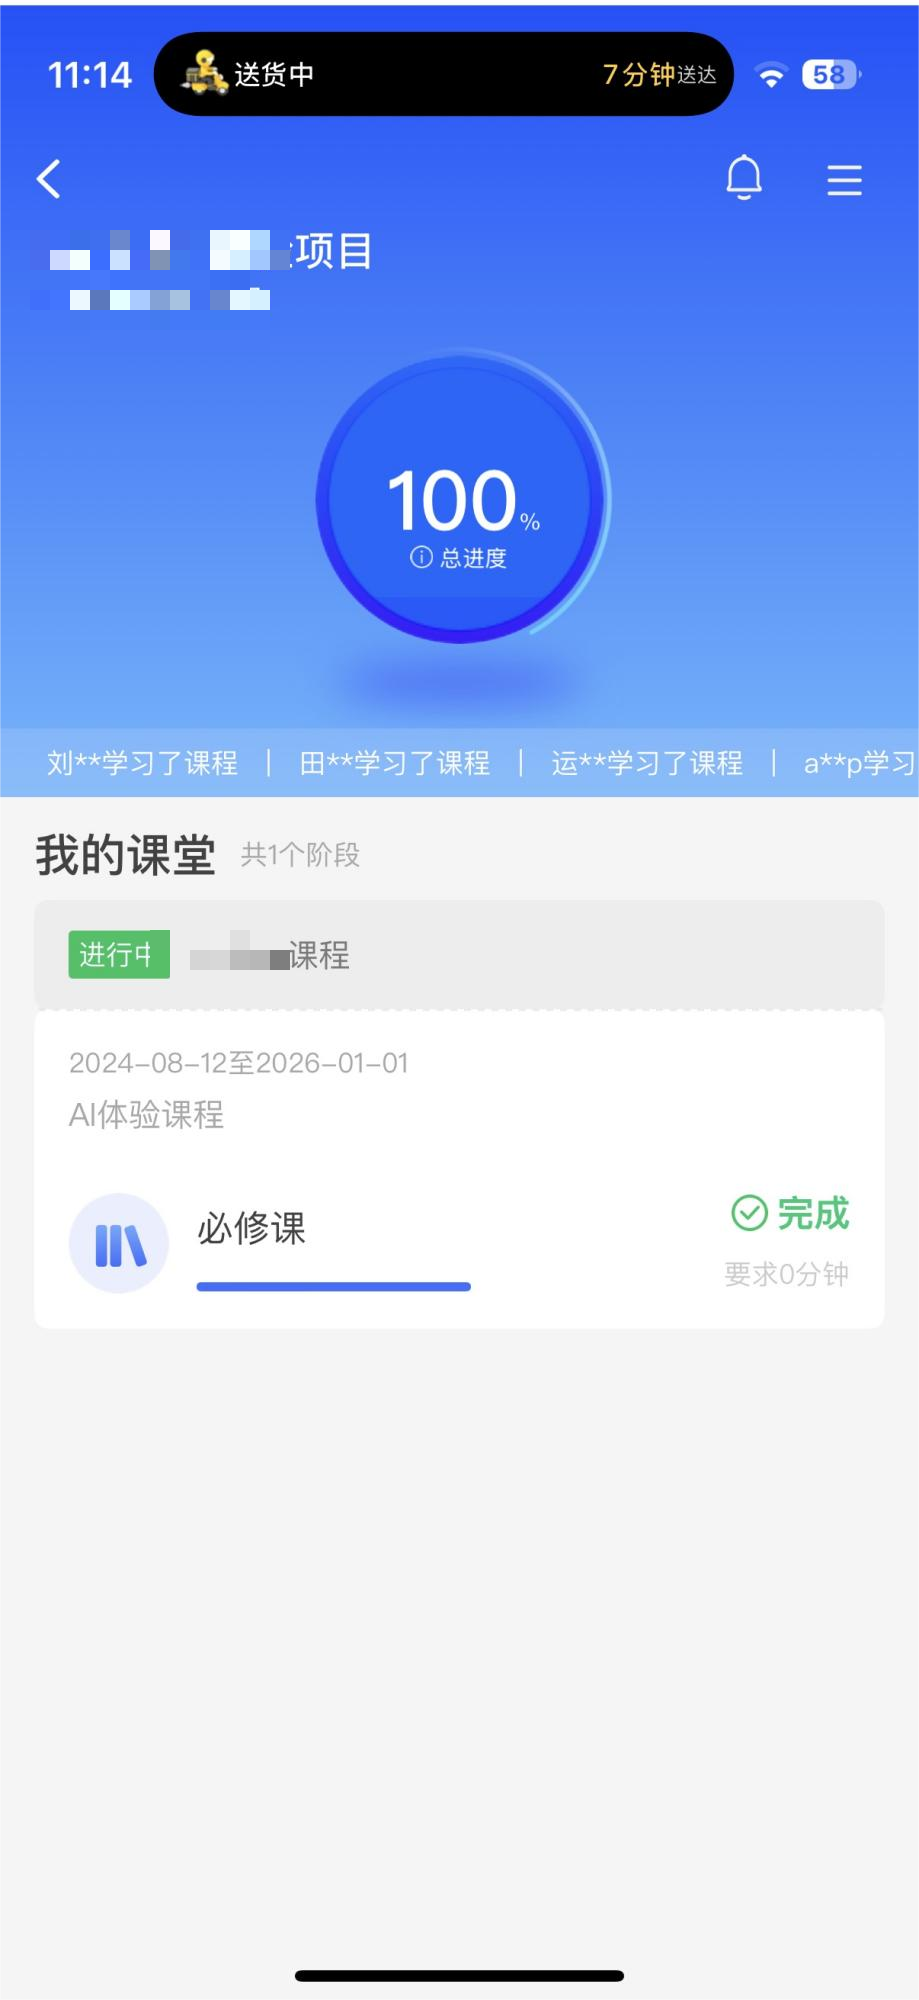 11:14
送货中
7分钟送达
58
项目
100%
总进度
刘**学习了课程 | 田**学习了课程 | 运**学习了课程 | a**p学习
我的课堂 共1个阶段
进行中
课程
2024-08-12至2026-01-01
AI体验课程
必修课
完成
要求0分钟